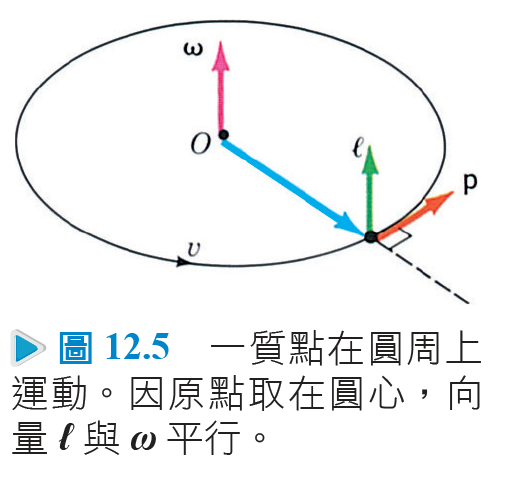 ω
O
ℓ
p
v
圖 12.5 一質點在圓周上
運動。因原點取在圓心，向
量 ℓ 與 ω 平行。